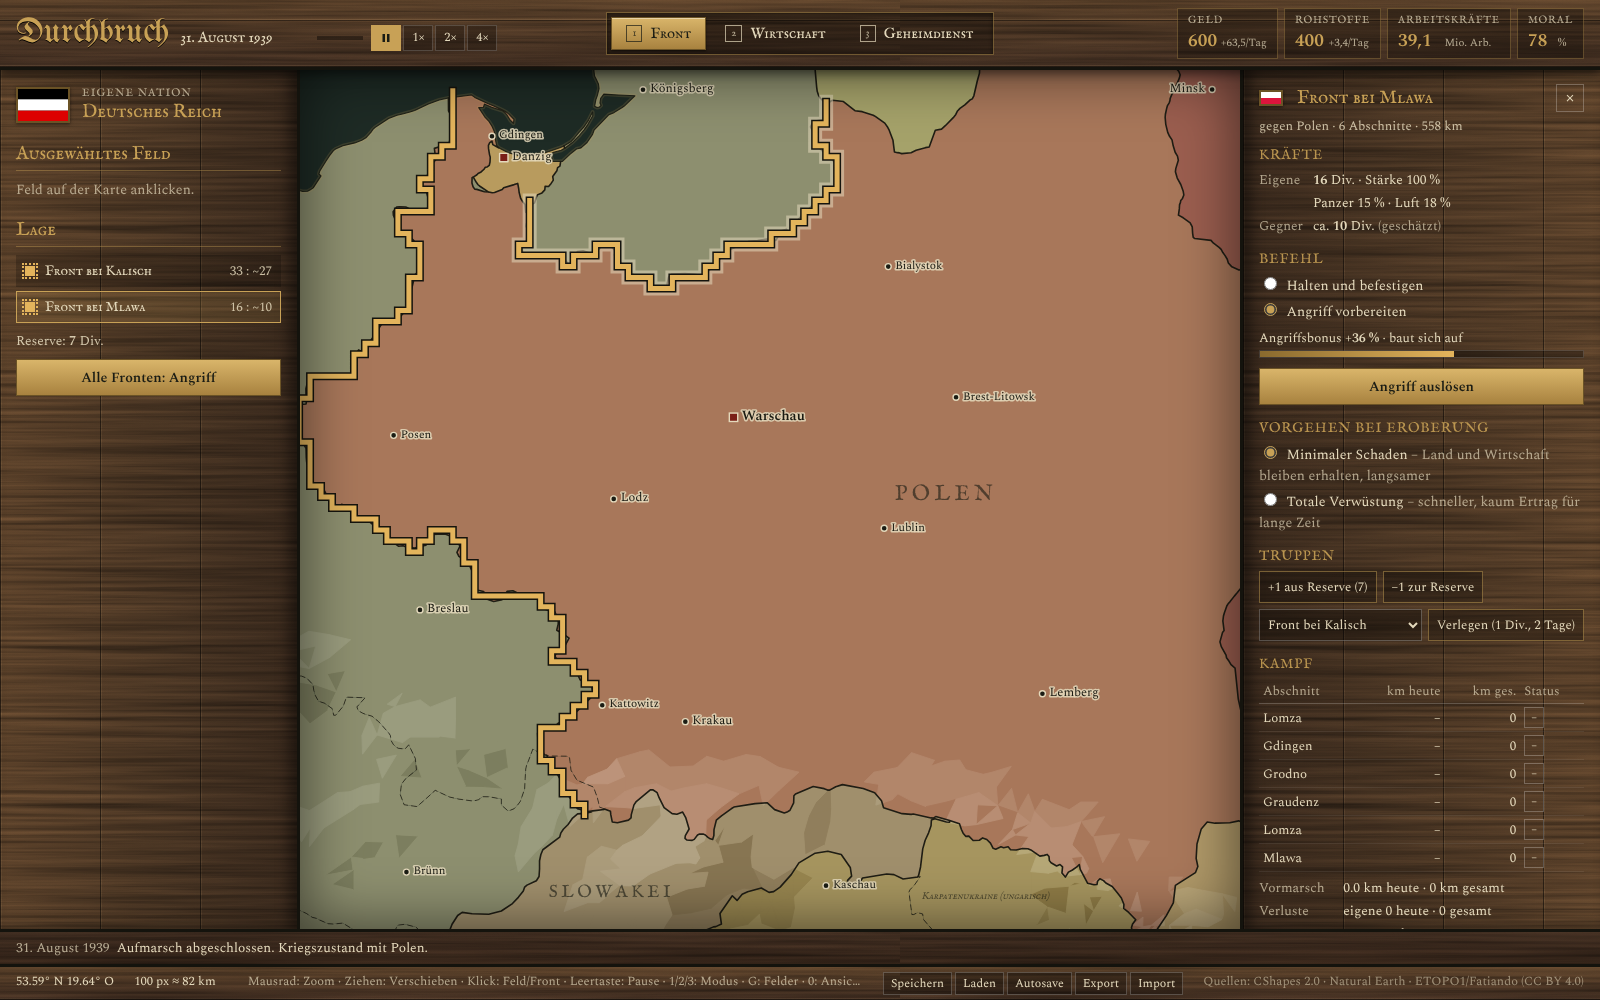 Durchbruch
31. August 1939
1×
2×
4×
1 Front
2 Wirtschaft
3 Geheimdienst
GELD
600 +63,5/Tag
ROHSTOFFE
400 +3,4/Tag
ARBEITSKRÄFTE
39,1 Mio. Arb.
MORAL
78 %
EIGENE NATION
Deutsches Reich
Ausgewähltes Feld
Feld auf der Karte anklicken.
Lage
Front bei Kalisch 33 : ~27
Front bei Mlawa 16 : ~10
Reserve: 7 Div.
Alle Fronten: Angriff
Königsberg
Minsk
Gdingen
Danzig
Bialystok
Brest-Litowsk
Warschau
Posen
Lodz
POLEN
Lublin
Breslau
Lemberg
Kattowitz
Krakau
Brünn
SLOWAKEI
Kaschau
Karpatenukraine (ungarisch)
Front bei Mlawa ×
gegen Polen · 6 Abschnitte · 558 km
KRÄFTE
Eigene 16 Div. · Stärke 100 %
Panzer 15 % · Luft 18 %
Gegner ca. 10 Div. (geschätzt)
BEFEHL
Halten und befestigen
Angriff vorbereiten
Angriffsbonus +36 % · baut sich auf
Angriff auslösen
VORGEHEN BEI EROBERUNG
Minimaler Schaden – Land und Wirtschaft
bleiben erhalten, langsamer
Totale Verwüstung – schneller, kaum Ertrag für
lange Zeit
TRUPPEN
+1 aus Reserve (7) −1 zur Reserve
Front bei Kalisch Verlegen (1 Div., 2 Tage)
KAMPF
Abschnitt km heute km ges. Status
Lomza – 0 –
Gdingen – 0 –
Grodno – 0 –
Graudenz – 0 –
Lomza – 0 –
Mlawa – 0 –
Vormarsch 0.0 km heute · 0 km gesamt
Verluste eigene 0 heute · 0 gesamt
31. August 1939 Aufmarsch abgeschlossen. Kriegszustand mit Polen.
53.59° N 19.64° O 100 px ≈ 82 km
Mausrad: Zoom · Ziehen: Verschieben · Klick: Feld/Front · Leertaste: Pause · 1/2/3: Modus · G: Felder · 0: Ansic…
Speichern Laden Autosave Export Import
Quellen: CShapes 2.0 · Natural Earth · ETOPO1/Fatiando (CC BY 4.0)